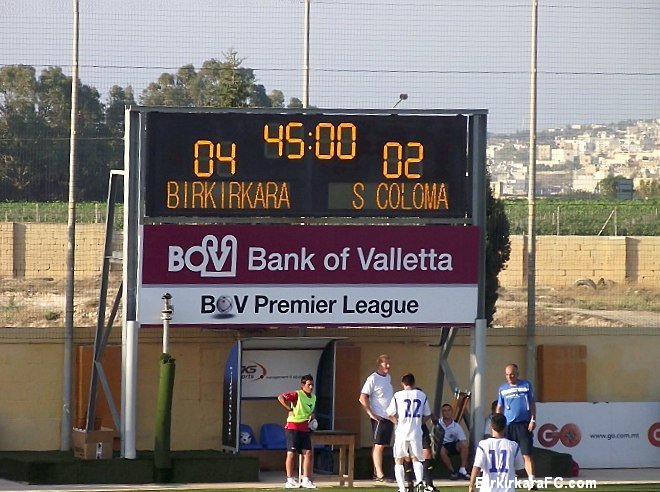 45:00
04 02
BIRKIRKARA S COLOMA
BOV Bank of Valletta
BOV Premier League
22
11
GO www.go.com.mt GO
BirkirkaraFC.com